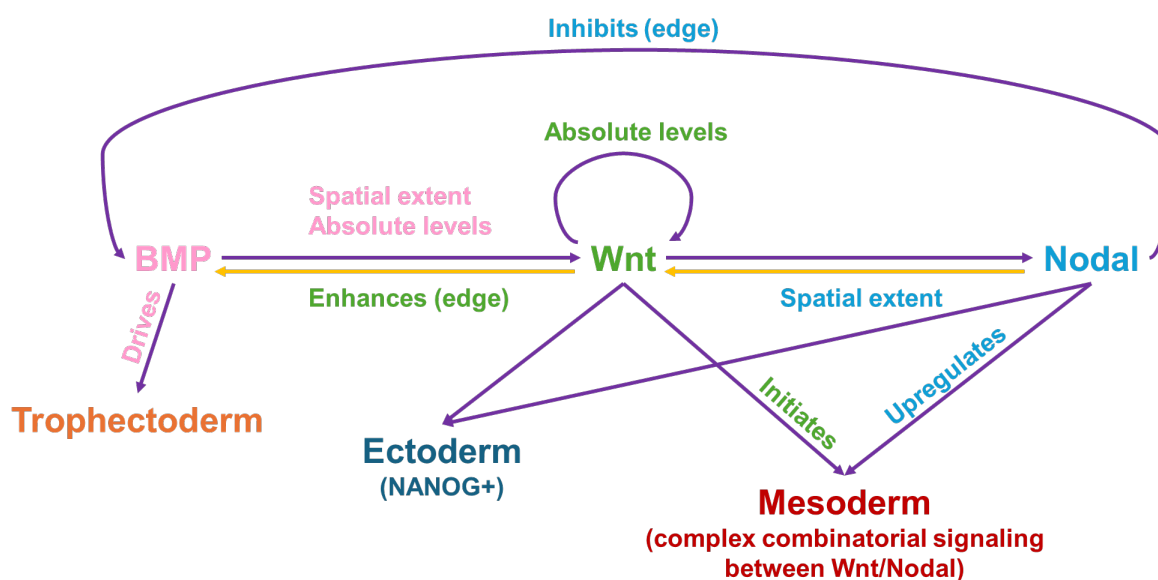 Inhibits (edge)
Absolute levels
Spatial extent
Absolute levels
BMP
Wnt
Nodal
Enhances (edge)
Spatial extent
Drives
Initiates
Upregulates
Trophectoderm
Ectoderm
(NANOG+)
Mesoderm
(complex combinatorial signaling
between Wnt/Nodal)